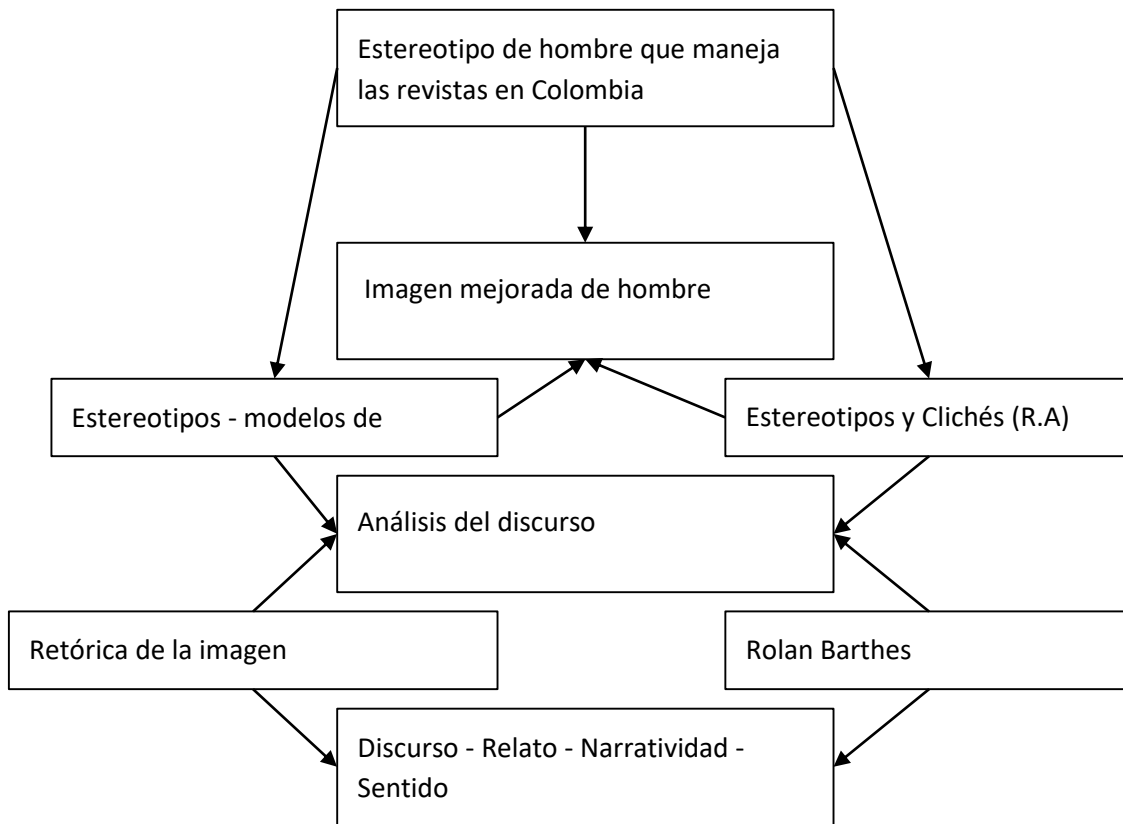 Estereotipo de hombre que maneja
las revistas en Colombia
Imagen mejorada de hombre
Estereotipos - modelos de
Estereotipos y Clichés (R.A)
Análisis del discurso
Retórica de la imagen
Rolan Barthes
Discurso - Relato - Narratividad -
Sentido